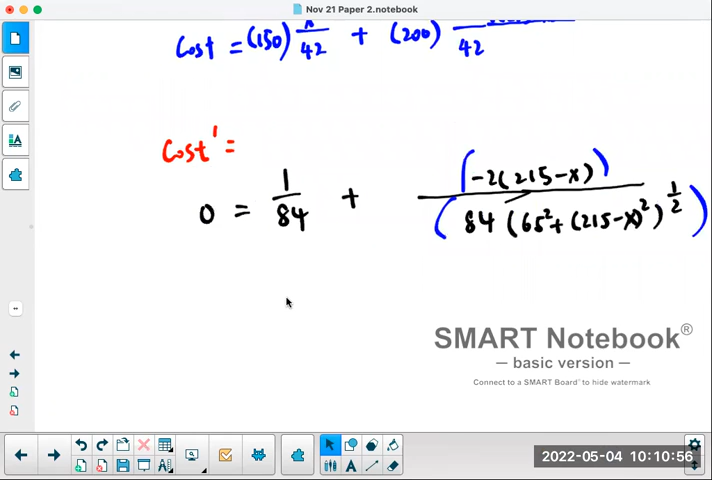 Nov 21 Paper 2.notebook
Cost = (150) x/42 + (200) /42
Cost' =
0 = 1/84 + (-2(215-x))/(84(65²+(215-x)²)^1/2)
SMART Notebook®
— basic version —
Connect to a SMART Board™ to hide watermark
2022-05-04 10:10:56